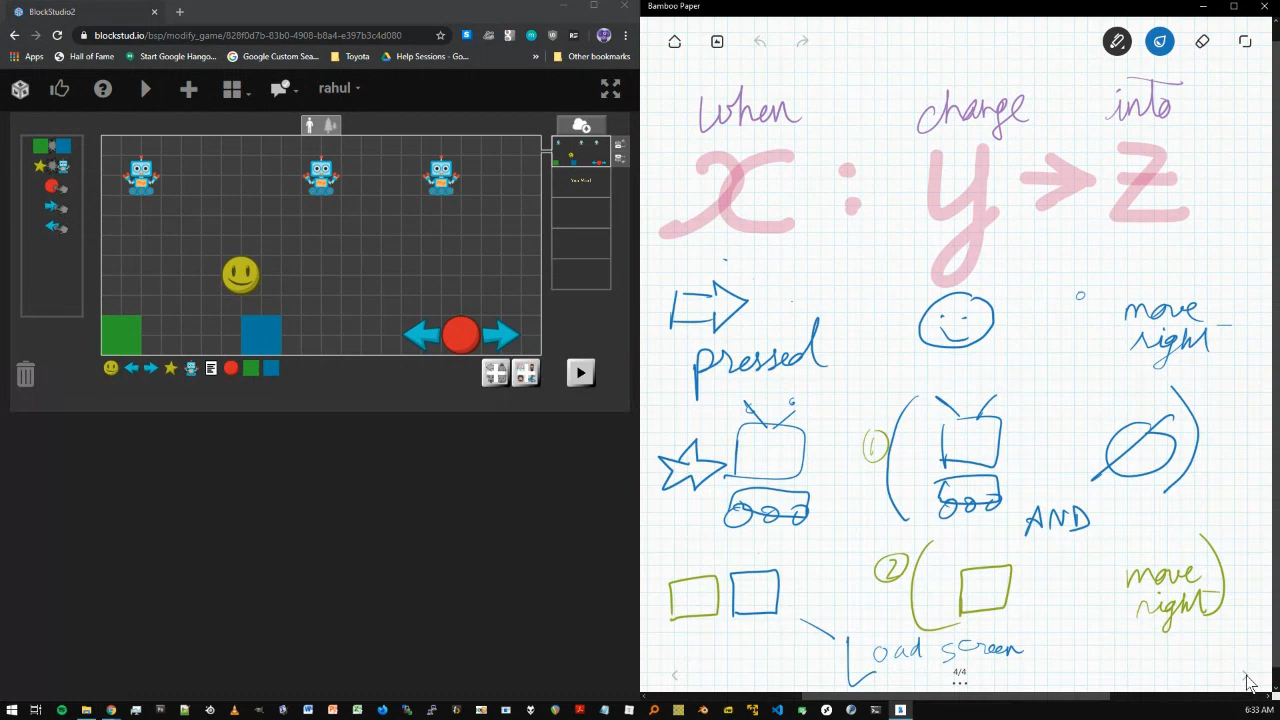 BlockStudio2
blockstud.io/bsp/modify_game/828f0d7b-83b0-4908-b8a4-e397b3c4d080
Apps
Hall of Fame
Start Google Hango...
Google Custom Sea...
Toyota
Help Sessions - Go...
»
Other bookmarks
rahul
You Won!
Bamboo Paper
when change into
x : y → z
pressed
move
right
①
AND
②
move
right
Load screen
4/4
6:33 AM